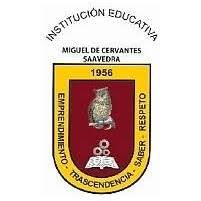 INSTITUCIÓN EDUCATIVA
MIGUEL DE CERVANTES
SAAVEDRA
1956
EMPRENDIMIENTO - TRASCENDENCIA - SABER - RESPETO